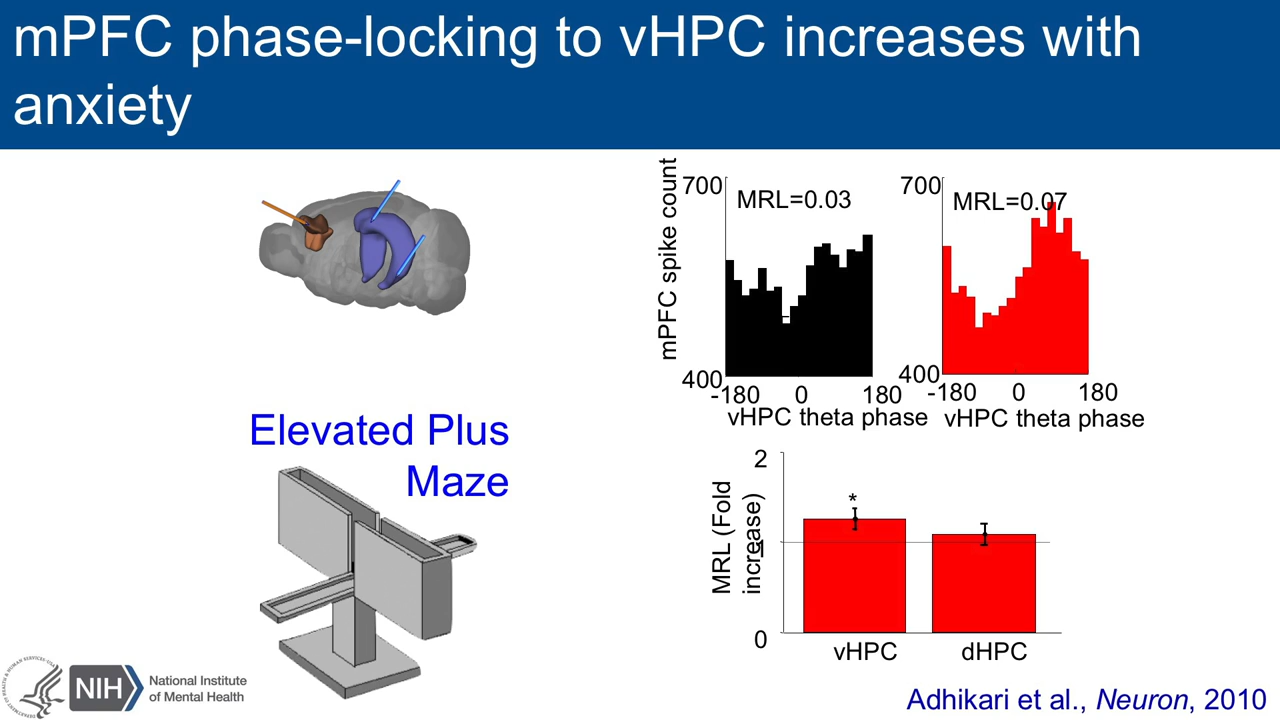 mPFC phase-locking to vHPC increases with
anxiety
mPFC spike count
700
400
MRL=0.03
-180 0 180
vHPC theta phase
700
400
MRL=0.07
-180 0 180
vHPC theta phase
Elevated Plus
Maze
MRL (Fold
increase)
2
1
0
*
vHPC dHPC
NIH
National Institute
of Mental Health
Adhikari et al., Neuron, 2010